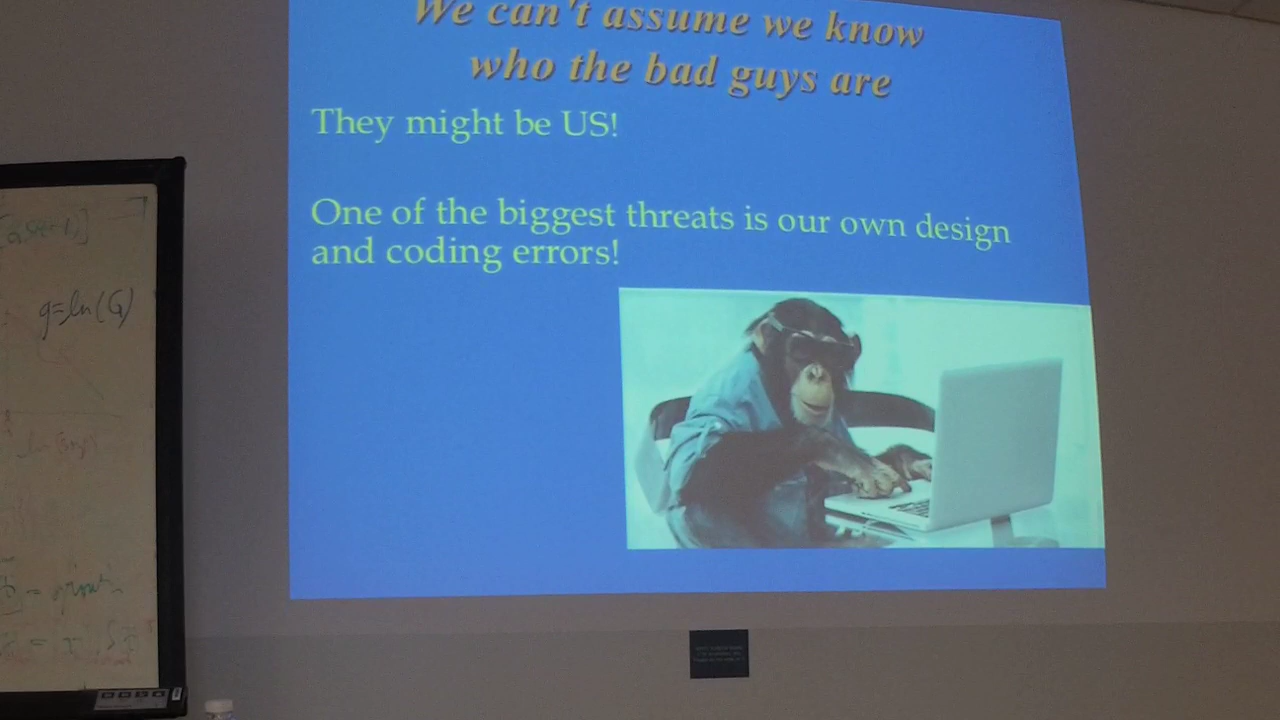 We can't assume we know
who the bad guys are
They might be US!
One of the biggest threats is our own design
and coding errors!
g=ln(G)